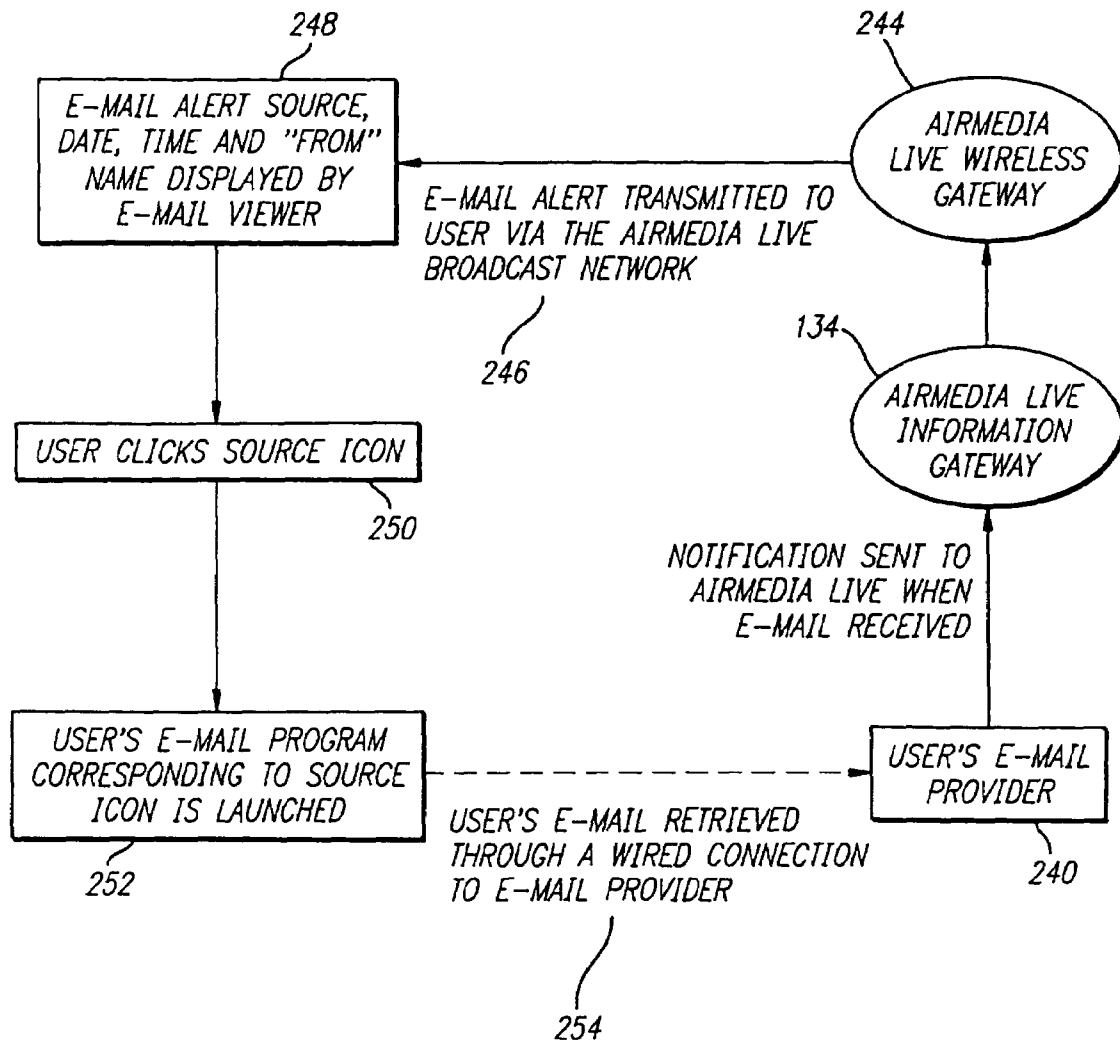 248
E-MAIL ALERT SOURCE,
DATE, TIME AND "FROM"
NAME DISPLAYED BY
E-MAIL VIEWER
244
AIRMEDIA
LIVE WIRELESS
GATEWAY
E-MAIL ALERT TRANSMITTED TO
USER VIA THE AIRMEDIA LIVE
BROADCAST NETWORK
246
134
AIRMEDIA LIVE
INFORMATION
GATEWAY
USER CLICKS SOURCE ICON
250
NOTIFICATION SENT TO
AIRMEDIA LIVE WHEN
E-MAIL RECEIVED
USER'S E-MAIL PROGRAM
CORRESPONDING TO SOURCE
ICON IS LAUNCHED
252
USER'S E-MAIL RETRIEVED
THROUGH A WIRED CONNECTION
TO E-MAIL PROVIDER
254
USER'S E-MAIL
PROVIDER
240